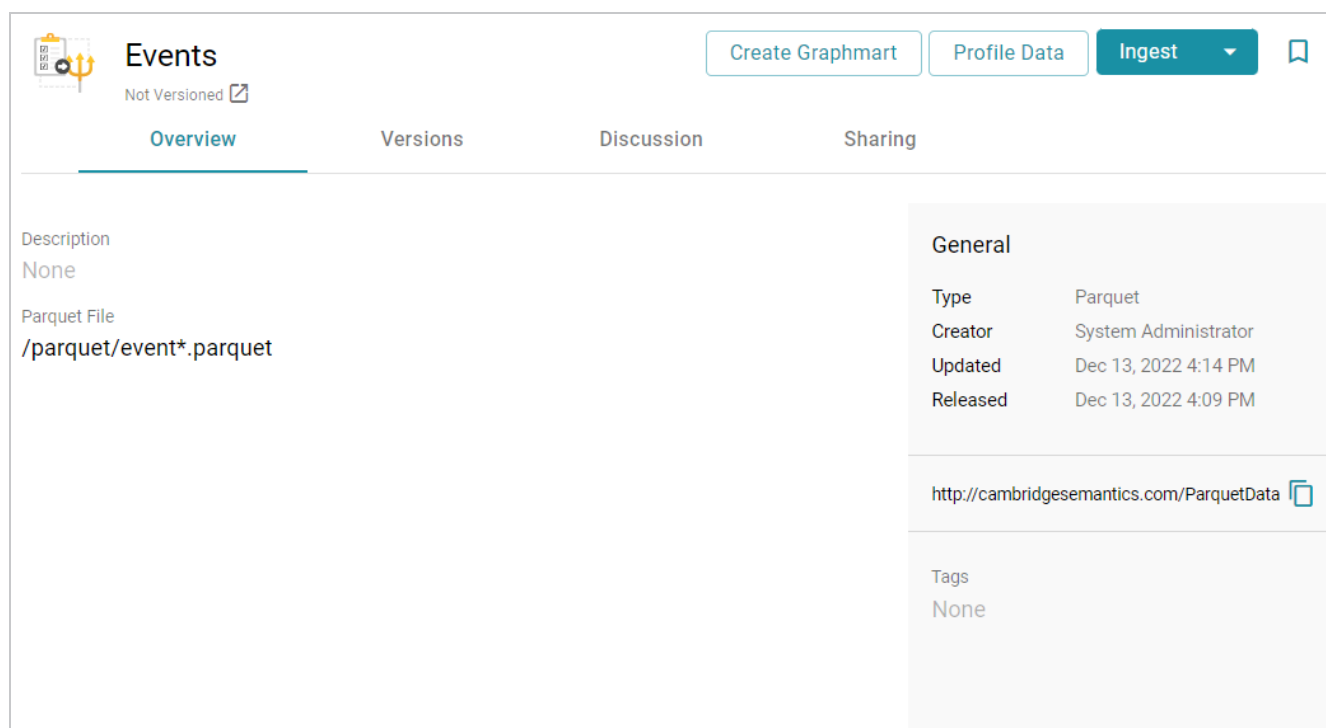 Events
Not Versioned
Create Graphmart
Profile Data
Ingest
Overview
Versions
Discussion
Sharing
Description
None
Parquet File
/parquet/event*.parquet
General
Type Parquet
Creator System Administrator
Updated Dec 13, 2022 4:14 PM
Released Dec 13, 2022 4:09 PM
http://cambridgesemantics.com/ParquetData
Tags
None